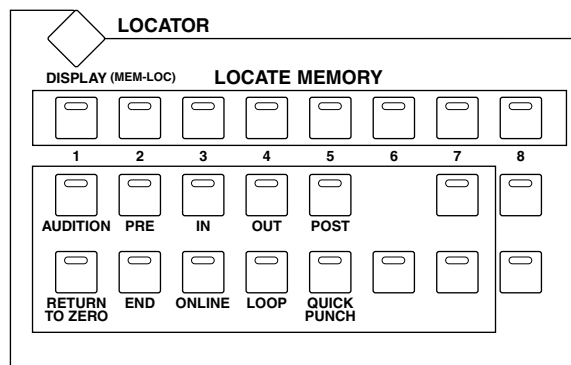 LOCATOR
DISPLAY (MEM-LOC) LOCATE MEMORY
1 2 3 4 5 6 7 8
AUDITION PRE IN OUT POST
RETURN TO ZERO END ONLINE LOOP QUICK PUNCH